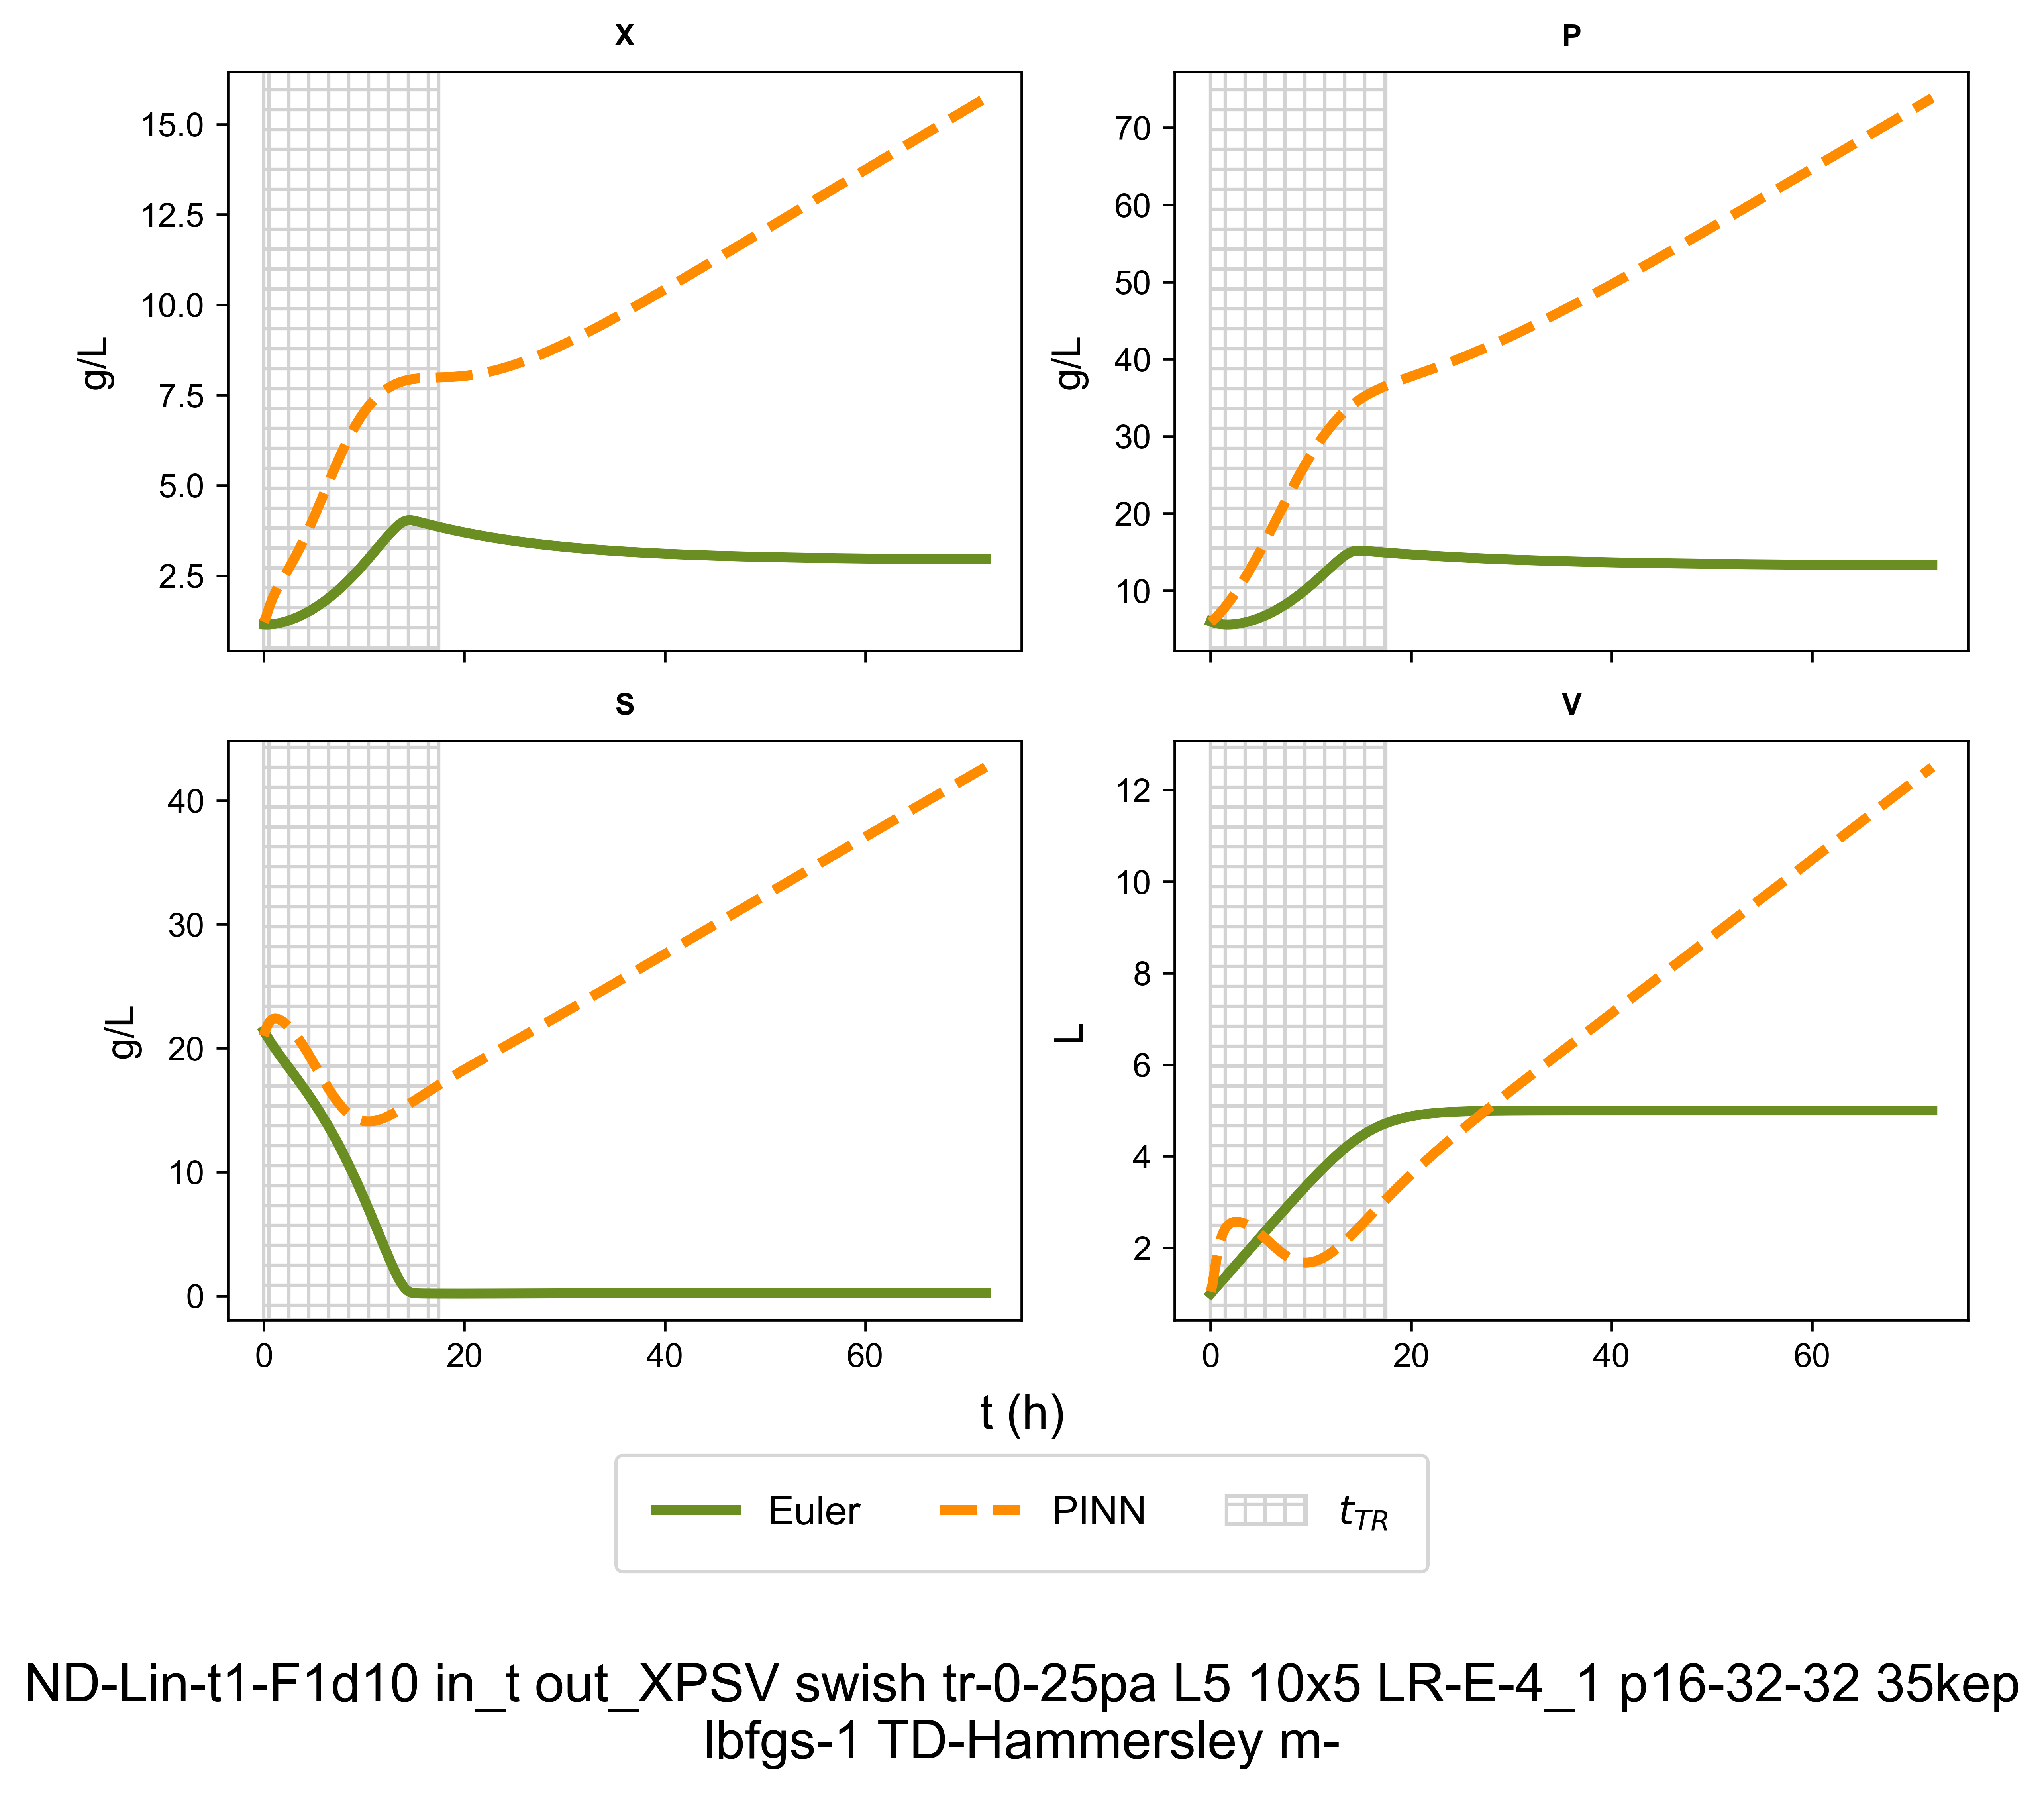 X
P
15.0
12.5
10.0
7.5
5.0
2.5
g/L
70
60
50
40
30
20
10
g/L
S
V
40
30
20
10
0
g/L
0
20
40
60
12
10
8
6
4
2
L
0
20
40
60
t (h)
Euler
PINN
t_{TR}
ND-Lin-t1-F1d10 in_t out_XPSV swish tr-0-25pa L5 10x5 LR-E-4_1 p16-32-32 35kep
lbfgs-1 TD-Hammersley m-